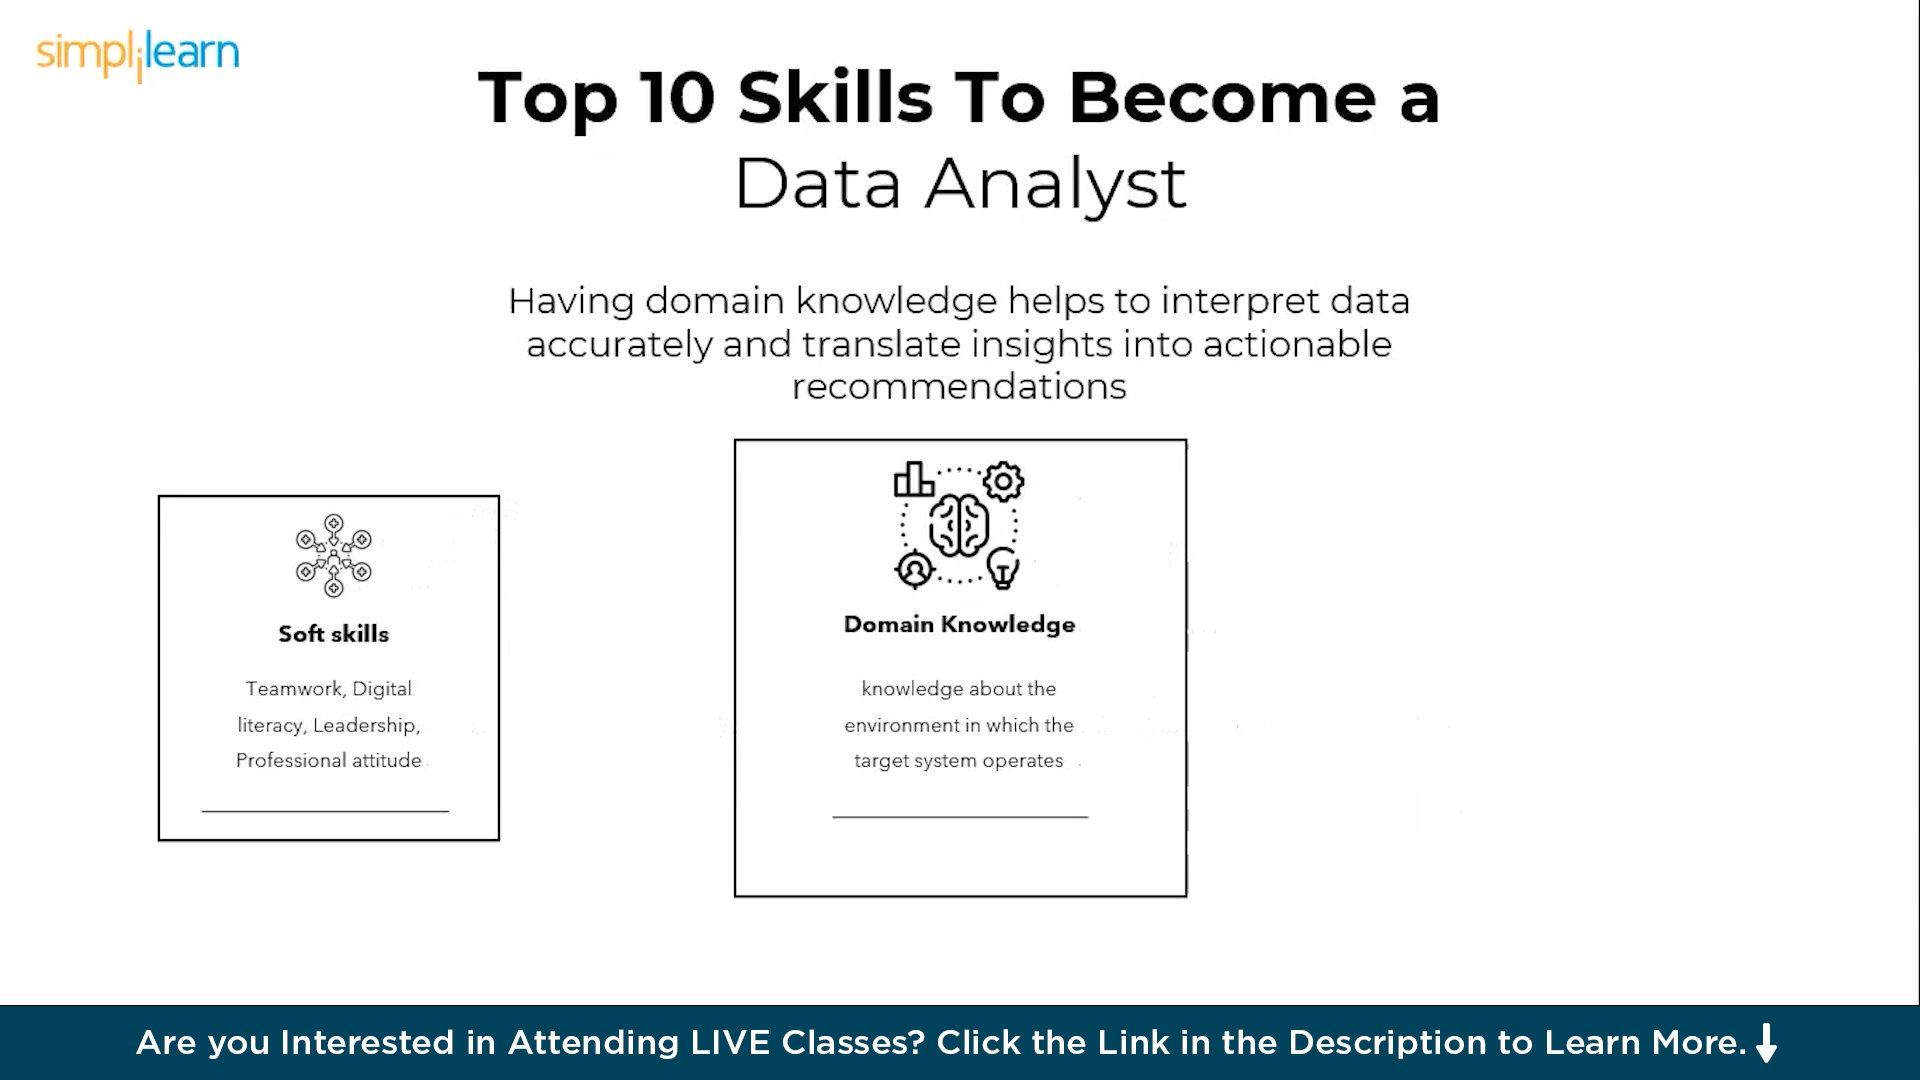 simplilearn
Top 10 Skills To Become a
Data Analyst
Having domain knowledge helps to interpret data
accurately and translate insights into actionable
recommendations
Soft skills
Teamwork, Digital
literacy, Leadership,
Professional attitude
Domain Knowledge
knowledge about the
environment in which the
target system operates
Are you Interested in Attending LIVE Classes? Click the Link in the Description to Learn More.